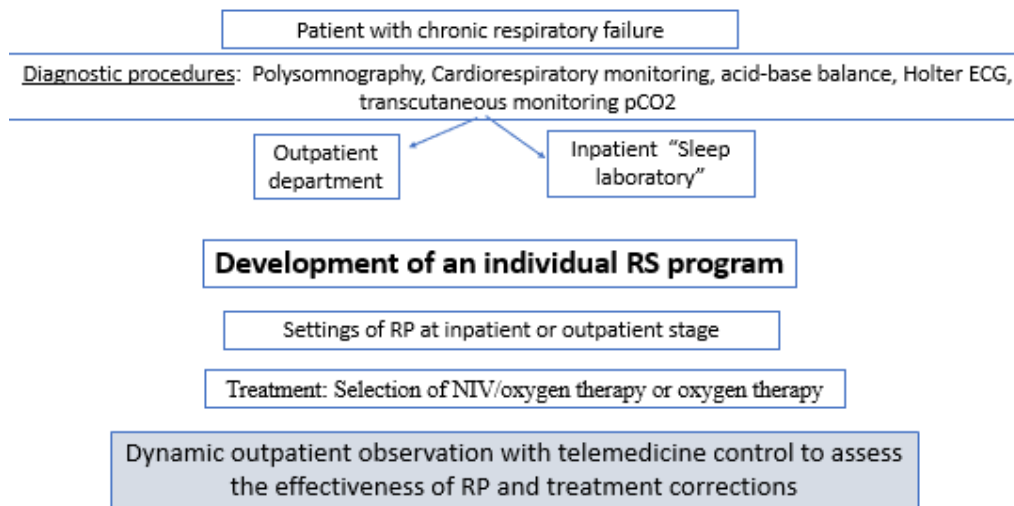 Patient with chronic respiratory failure
Diagnostic procedures: Polysomnography, Cardiorespiratory monitoring, acid-base balance, Holter ECG,
transcutaneous monitoring pCO2
Outpatient
department
Inpatient “Sleep
laboratory”
Development of an individual RS program
Settings of RP at inpatient or outpatient stage
Treatment: Selection of NIV/oxygen therapy or oxygen therapy
Dynamic outpatient observation with telemedicine control to assess
the effectiveness of RP and treatment corrections